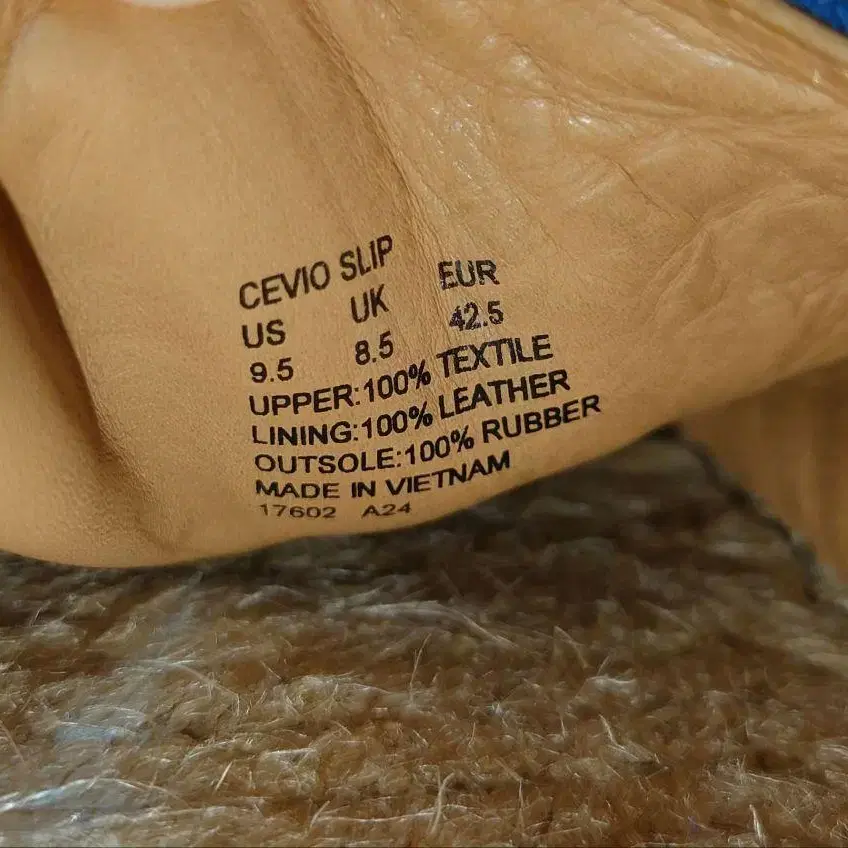 CEVIO SLIP
US UK EUR
9.5 8.5 42.5
UPPER:100% TEXTILE
LINING:100% LEATHER
OUTSOLE:100% RUBBER
MADE IN VIETNAM
17602 A24